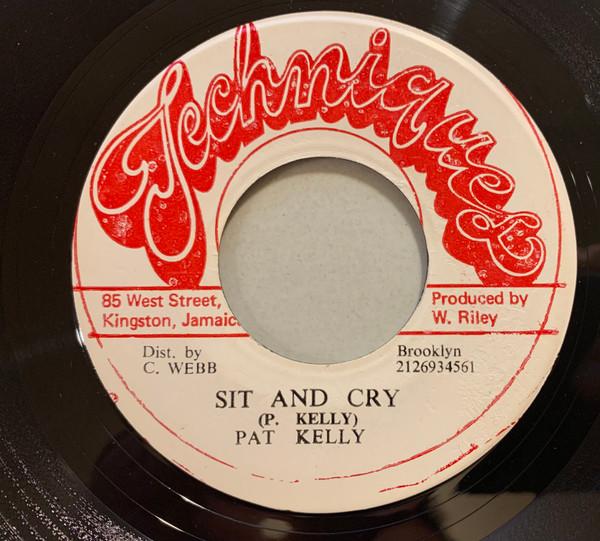 Techniques
85 West Street,
Kingston, Jamaic
Produced by
W. Riley
Dist. by
C. WEBB
Brooklyn
2126934561
SIT AND CRY
(P. KELLY)
PAT KELLY